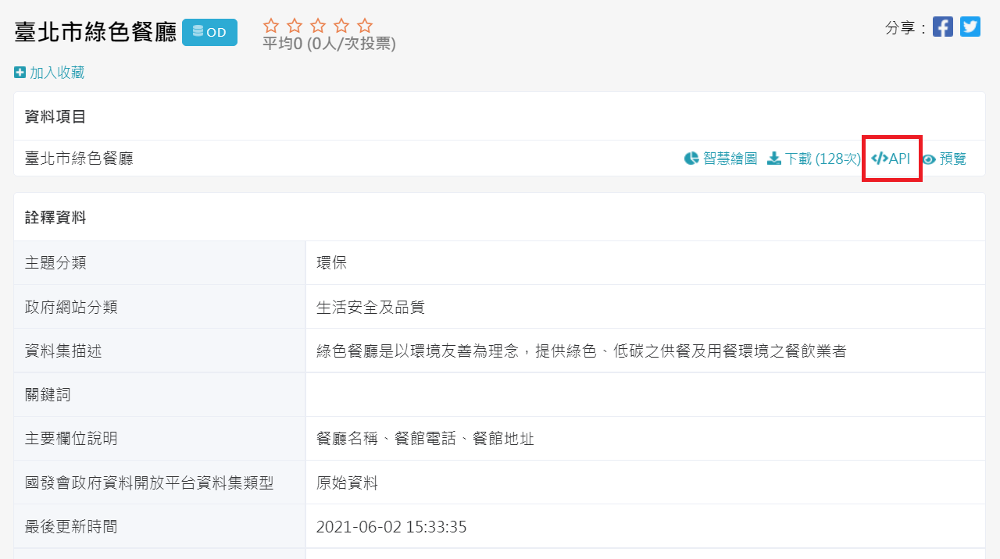 臺北市綠色餐廳 OD
平均0 (0人/次投票)
分享：
加入收藏
資料項目
臺北市綠色餐廳 智慧繪圖 下載 (128次) </>API 預覽
詮釋資料
主題分類 環保
政府網站分類 生活安全及品質
資料集描述 綠色餐廳是以環境友善為理念，提供綠色、低碳之供餐及用餐環境之餐飲業者
關鍵詞
主要欄位說明 餐廳名稱、餐館電話、餐館地址
國發會政府資料開放平台資料集類型 原始資料
最後更新時間 2021-06-02 15:33:35